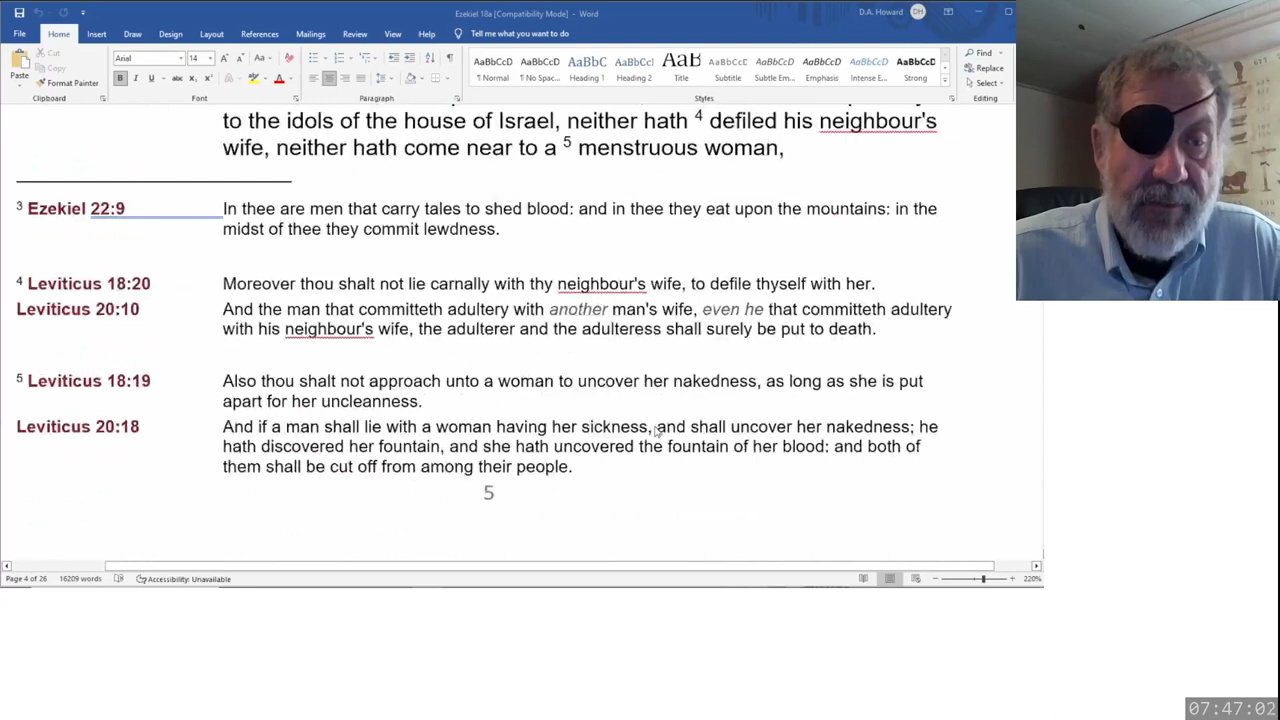 Ezekiel 18a [Compatibility Mode] - Word
D.A. Howard DH
File Home Insert Draw Design Layout References Mailings Review View Help Tell me what you want to do
Paste
Cut
Copy
Format Painter
Clipboard
Arial 14
Font
Paragraph
AaBbCcD AaBbCcD AaBbC AaBbCcD AaB AaBbCcD AaBbCcD AaBbCcD AaBbCcD AaBbCcD
¶ Normal ¶ No Spac... Heading 1 Heading 2 Title Subtitle Subtle Em... Emphasis Intense E... Strong
Styles
Find
Replace
Select
Editing
to the idols of the house of Israel, neither hath 4 defiled his neighbour's
wife, neither hath come near to a 5 menstruous woman,
3 Ezekiel 22:9 In thee are men that carry tales to shed blood: and in thee they eat upon the mountains: in the
midst of thee they commit lewdness.
4 Leviticus 18:20 Moreover thou shalt not lie carnally with thy neighbour's wife, to defile thyself with her.
Leviticus 20:10 And the man that committeth adultery with another man's wife, even he that committeth adultery
with his neighbour's wife, the adulterer and the adulteress shall surely be put to death.
5 Leviticus 18:19 Also thou shalt not approach unto a woman to uncover her nakedness, as long as she is put
apart for her uncleanness.
Leviticus 20:18 And if a man shall lie with a woman having her sickness, and shall uncover her nakedness; he
hath discovered her fountain, and she hath uncovered the fountain of her blood: and both of
them shall be cut off from among their people.
5
Page 4 of 26 16209 words Accessibility: Unavailable 220%
07:47:02